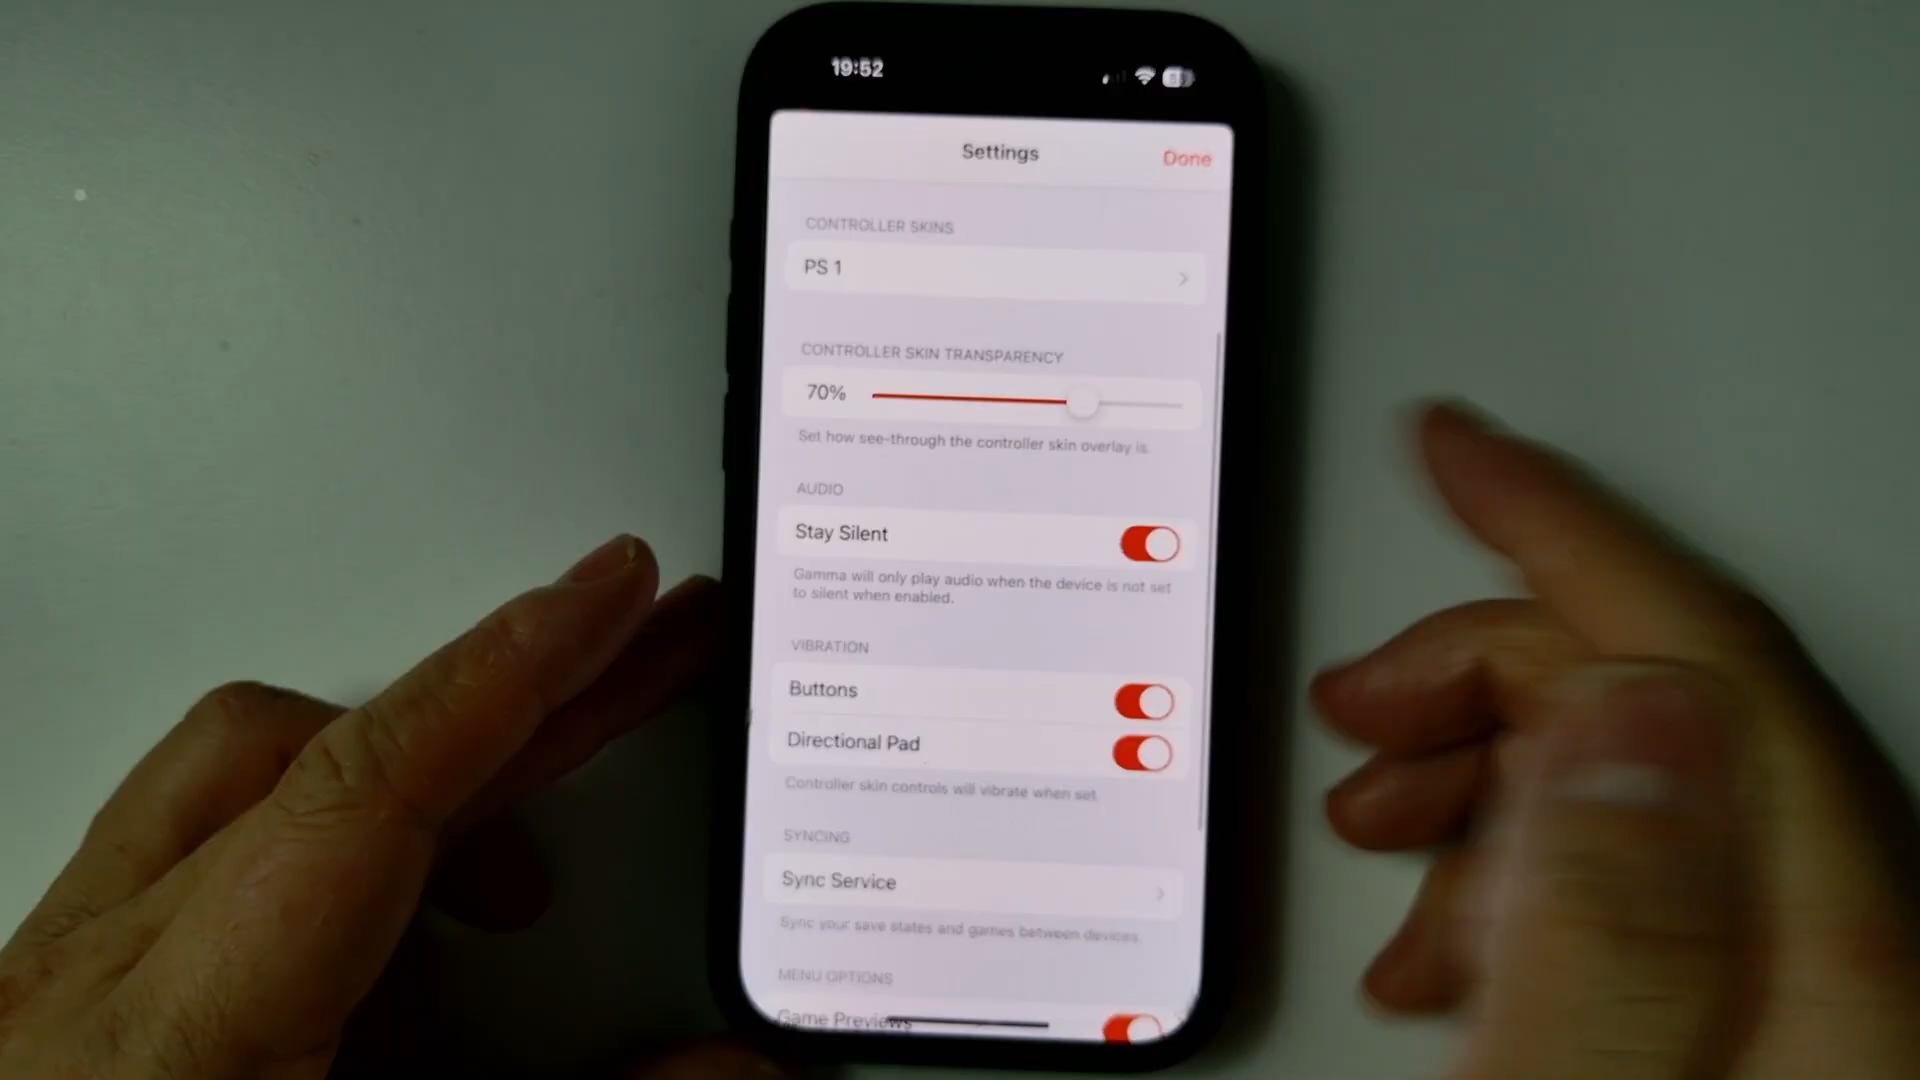 19:52
Settings
Done
CONTROLLER SKINS
PS 1
CONTROLLER SKIN TRANSPARENCY
70%
Set how see-through the controller skin overlay is.
AUDIO
Stay Silent
Gamma will only play audio when the device is not set
to silent when enabled.
VIBRATION
Buttons
Directional Pad
Controller skin controls will vibrate when set.
SYNCING
Sync Service
Sync your save states and games between devices.
MENU OPTIONS
Game Previews